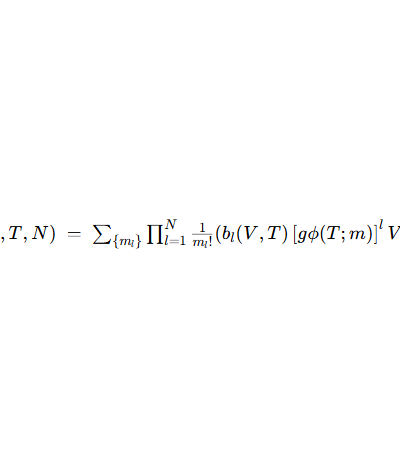 , T, N) = ∑_{m_l} ∏_{l=1}^{N} 1/m_l! (b_l(V, T) [gϕ(T; m)]^l V